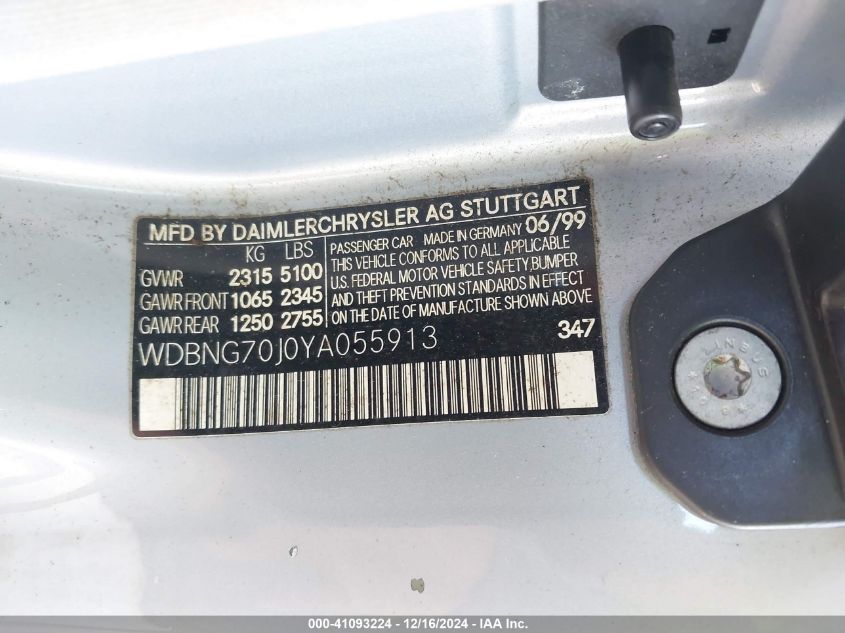 MFD BY DAIMLERCHRYSLER AG STUTTGART
KG LBS
GVWR 2315 5100
GAWR FRONT 1065 2345
GAWR REAR 1250 2755
PASSENGER CAR MADE IN GERMANY 06/99
THIS VEHICLE CONFORMS TO ALL APPLICABLE
U.S. FEDERAL MOTOR VEHICLE SAFETY, BUMPER
AND THEFT PREVENTION STANDARDS IN EFFECT
ON THE DATE OF MANUFACTURE SHOWN ABOVE
347
WDBNG70J0YA055913
000-41093224 - 12/16/2024 - IAA Inc.